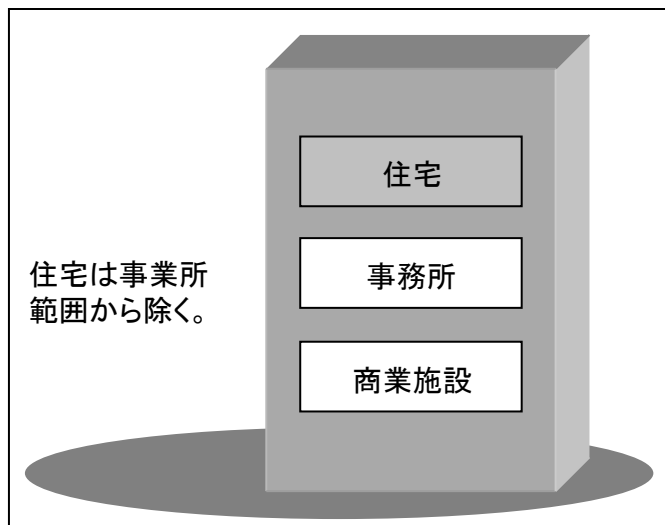 住宅
事務所
商業施設
住宅は事業所
範囲から除く。